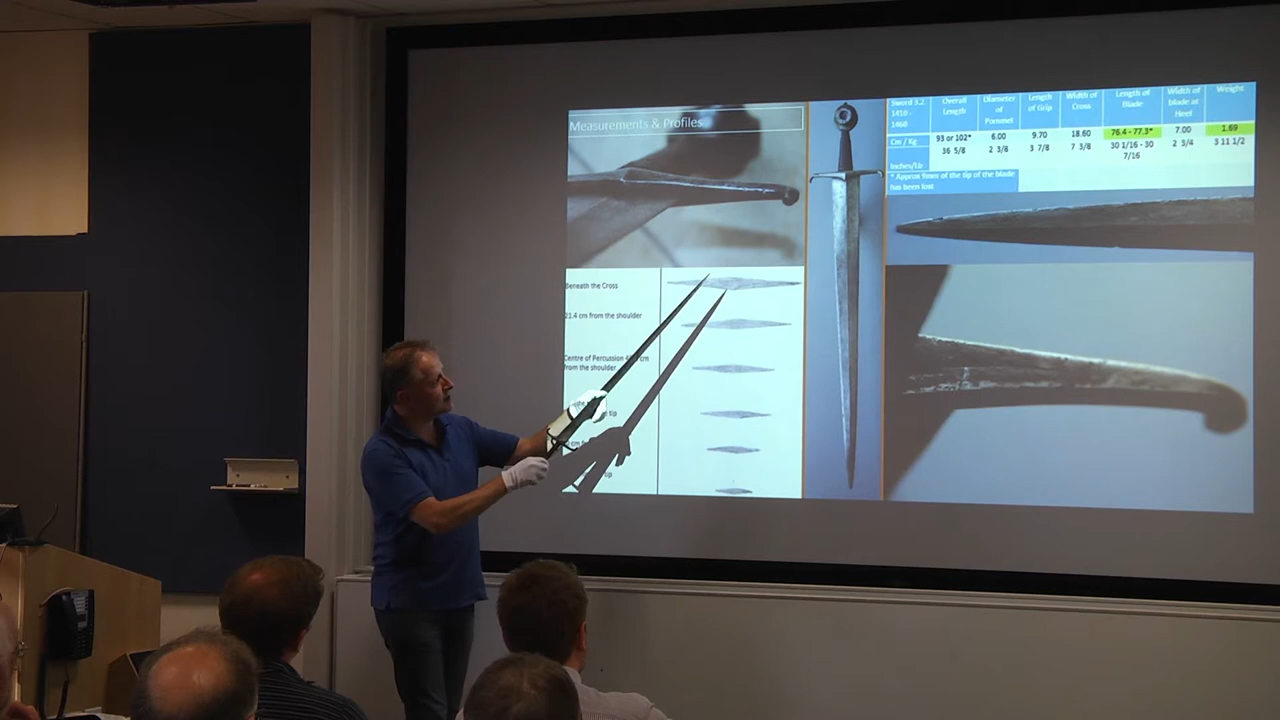 Measurements & Profiles
Beneath the Cross
21.4 cm from the shoulder
Centre of Percussion
from the shoulder
tip
tip
Sword 3.2
1410 -
1460
Overall
Length
Diameter
of
Pommel
Length
of Grip
Width of
Cross
Length of
Blade
Width of
blade at
Heel
Weight
Cm / Kg
93 or 102*
6.00
9.70
18.60
76.4 - 77.3*
7.00
1.69
36 5/8
2 3/8
3 7/8
7 3/8
30 1/16 - 30
7/16
2 3/4
3 11 1/2
* Approx 9mm of the tip of the blade
has been lost